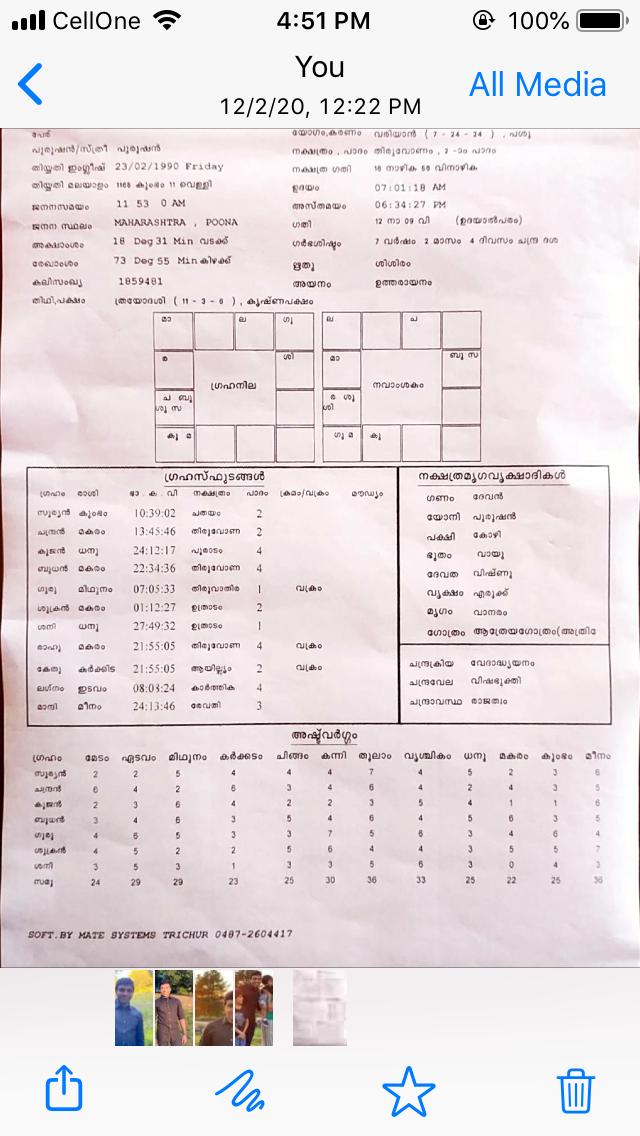 CellOne 4:51 PM 100%
You
12/2/20, 12:22 PM
All Media
പേര് യോഗം,കരണം വരിയാൻ ( 7 - 24 - 24 ) , പശു
പുരുഷൻ/സ്ത്രീ പുരുഷൻ നക്ഷത്രം , പാദം തിരുവോണം , 2 -ാം പാദം
തിയ്യതി ഇംഗ്ലീഷ് 23/02/1990 Friday നക്ഷത്ര ഗതി 16 നാഴിക 56 വിനാഴിക
തിയ്യതി മലയാളം 1165 കുംഭം 11 വെള്ളി ഉദയം 07:01:18 AM
ജനനസമയം 11 53 0 AM അസ്തമയം 06:34:27 PM
ജനന സ്ഥലം MAHARASHTRA , POONA ഗതി 12 നാ 09 വി (ഉദയാൽപരം)
അക്ഷാംശം 18 Deg 31 Min വടക്ക് ഗർഭശിഷ്ടം 7 വർഷം 2 മാസം 4 ദിവസം ചന്ദ്ര ദശ
രേഖാംശം 73 Deg 55 Min കിഴക്ക് ഋതു ശിശിരം
കലിസംഖ്യ 1859481 അയനം ഉത്തരായനം
തിഥി,പക്ഷം ത്രയോദശി ( 11 - 3 - 6 ) , കൃഷ്ണപക്ഷം
മാ ല ഗു ല ച
ര ശി മാ ബു സ
ഗ്രഹനില നവാംശകം
ച ബു ര ശു
ശു സ ശി
കു മ ഗു മ കു
ഗ്രഹസ്ഫുടങ്ങൾ നക്ഷത്രമൃഗവൃക്ഷാദികൾ
ഗ്രഹം രാശി ഭാ . ക . വി നക്ഷത്രം പാദം ക്രമം/വക്രം മൗഢ്യം
ഗണം ദേവൻ
സൂര്യൻ കുംഭം 10:39:02 ചതയം 2
യോനി പുരുഷൻ
ചന്ദ്രൻ മകരം 13:45:46 തിരുവോണ 2
പക്ഷി കോഴി
കുജൻ ധനു 24:12:17 പൂരാടം 4
ഭൂതം വായു
ബുധൻ മകരം 22:34:36 തിരുവോണ 4
ദേവത വിഷ്ണു
ഗുരു മിഥുനം 07:05:33 തിരുവാതിര 1 വക്രം
വൃക്ഷം എരുക്ക്
ശുക്രൻ മകരം 01:12:27 ഉത്രാടം 2
മൃഗം വാനരം
ശനി ധനു 27:49:32 ഉത്രാടം 1
ഗോത്രം ആത്രേയഗോത്രം(അത്രിഗോ
രാഹു മകരം 21:55:05 തിരുവോണ 4 വക്രം
ചന്ദ്രക്രിയ വേദാദ്ധ്യയനം
കേതു കർക്കിട 21:55:05 ആയില്ല്യം 2 വക്രം
ചന്ദ്രവേല വിഷഭുക്തി
ലഗ്നം ഇടവം 08:03:24 കാർത്തിക 4
ചന്ദ്രാവസ്ഥ രാജത്വം
മാന്ദി മീനം 24:13:46 രേവതി 3
അഷ്ടവർഗ്ഗം
ഗ്രഹം മേടം ഏടവം മിഥുനം കർക്കടം ചിങ്ങം കന്നി തുലാം വൃശ്ചികം ധനു മകരം കുംഭം മീനം
സൂര്യൻ 2 2 5 4 4 4 7 4 5 2 3 6
ചന്ദ്രൻ 6 4 2 6 3 4 6 4 2 4 3 5
കുജൻ 2 3 6 4 2 2 3 5 4 1 1 6
ബുധൻ 3 4 6 3 5 4 6 4 5 6 3 5
ഗുരു 4 6 5 3 3 7 5 6 3 4 6 4
ശുക്രൻ 4 5 2 2 5 6 4 4 3 5 5 7
ശനി 3 5 3 1 3 3 5 6 3 0 4 3
സമു 24 29 29 23 25 30 36 33 25 22 25 36
SOFT.BY MATE SYSTEMS TRICHUR 0487-2604417